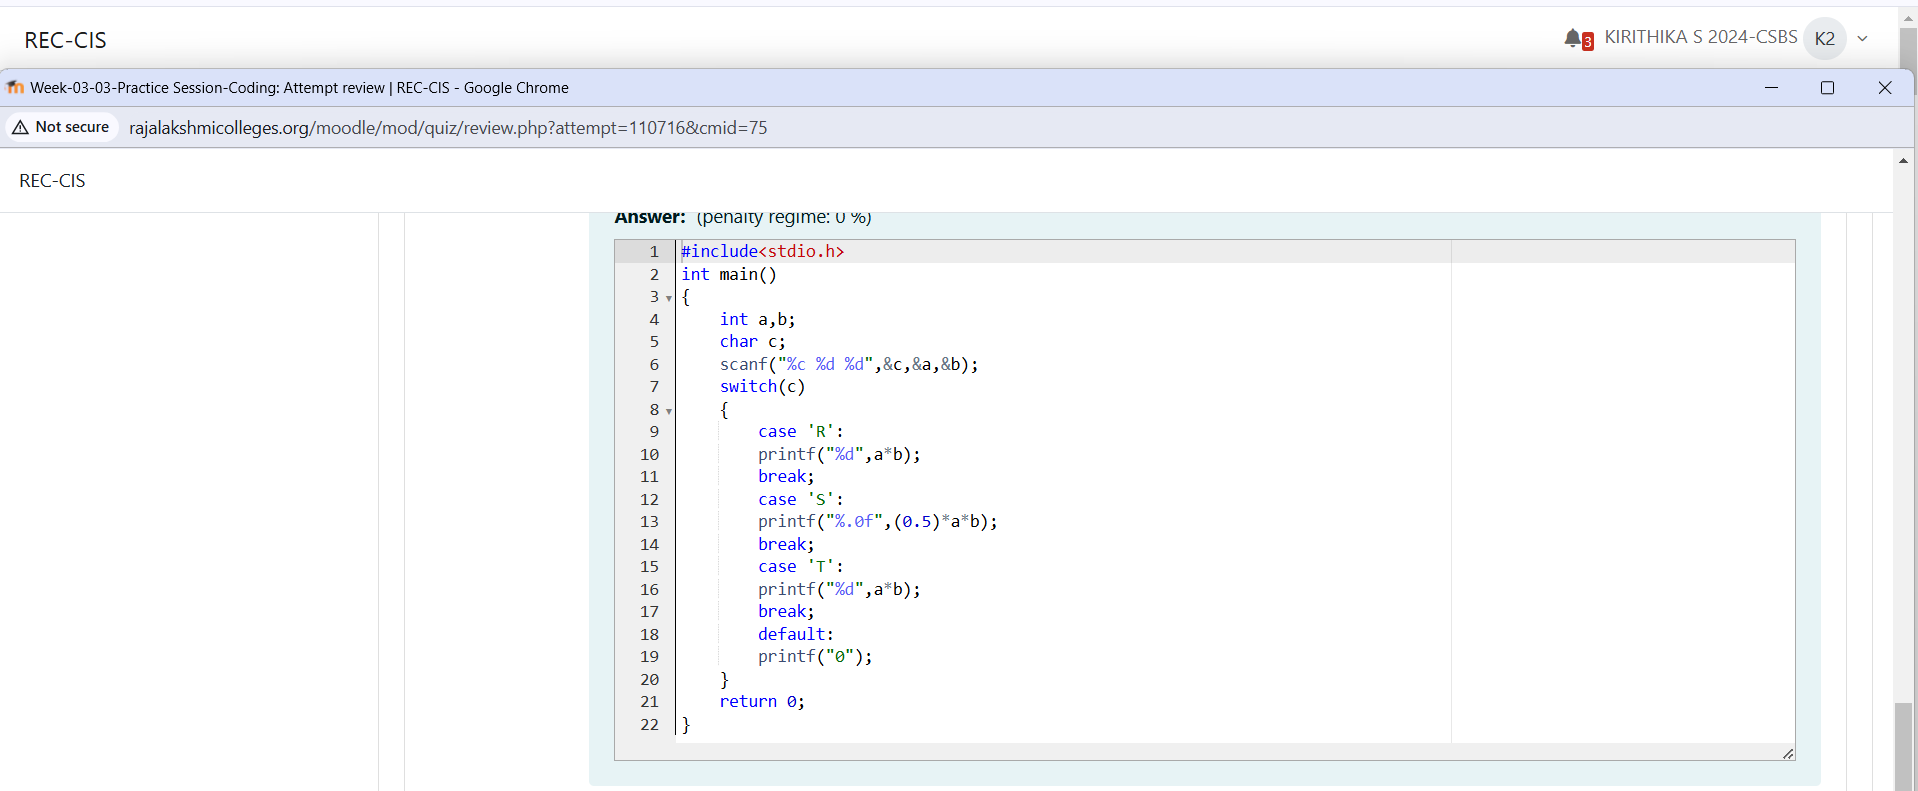 REC-CIS
3 KIRITHIKA S 2024-CSBS K2
Week-03-03-Practice Session-Coding: Attempt review | REC-CIS - Google Chrome
Not secure rajalakshmicolleges.org/moodle/mod/quiz/review.php?attempt=110716&cmid=75
REC-CIS
Answer: (penalty regime: 0 %)
1 #include<stdio.h>
2 int main()
3 {
4 int a,b;
5 char c;
6 scanf("%c %d %d",&c,&a,&b);
7 switch(c)
8 {
9 case 'R':
10 printf("%d",a*b);
11 break;
12 case 'S':
13 printf("%.0f",(0.5)*a*b);
14 break;
15 case 'T':
16 printf("%d",a*b);
17 break;
18 default:
19 printf("0");
20 }
21 return 0;
22 }